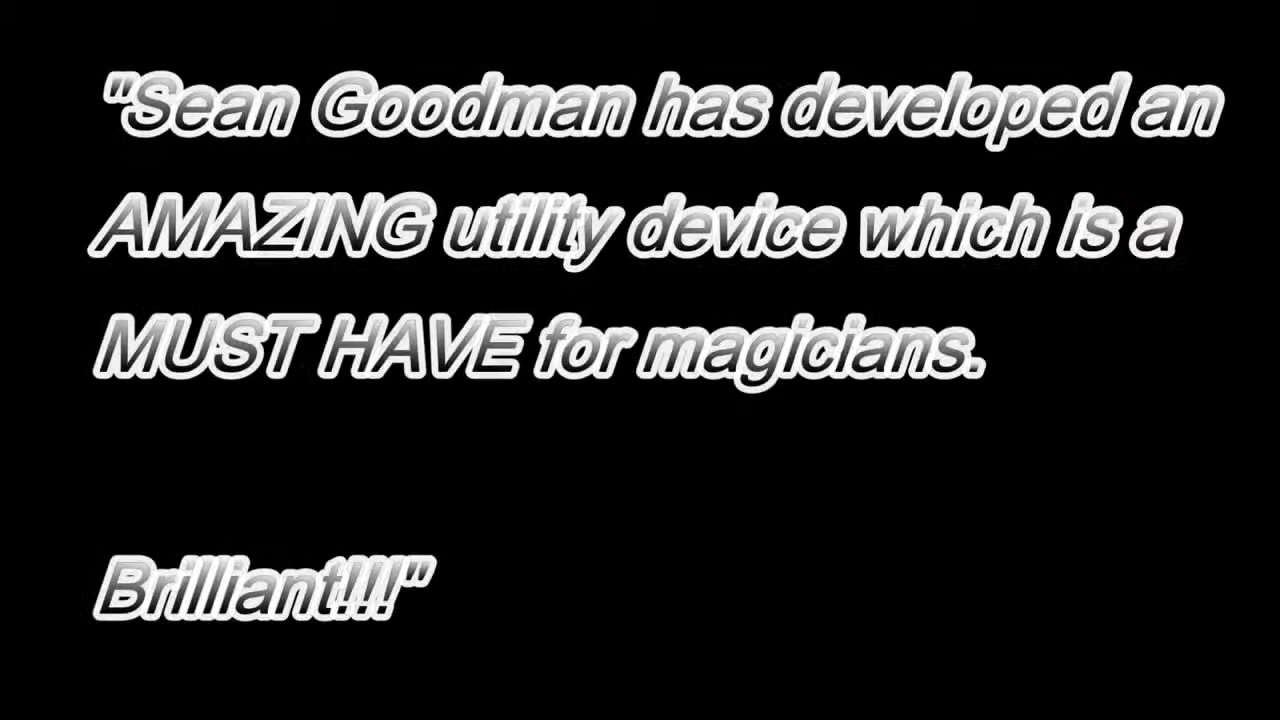 "Sean Goodman has developed an
AMAZING utility device which is a
MUST HAVE for magicians.
Brilliant!!!"